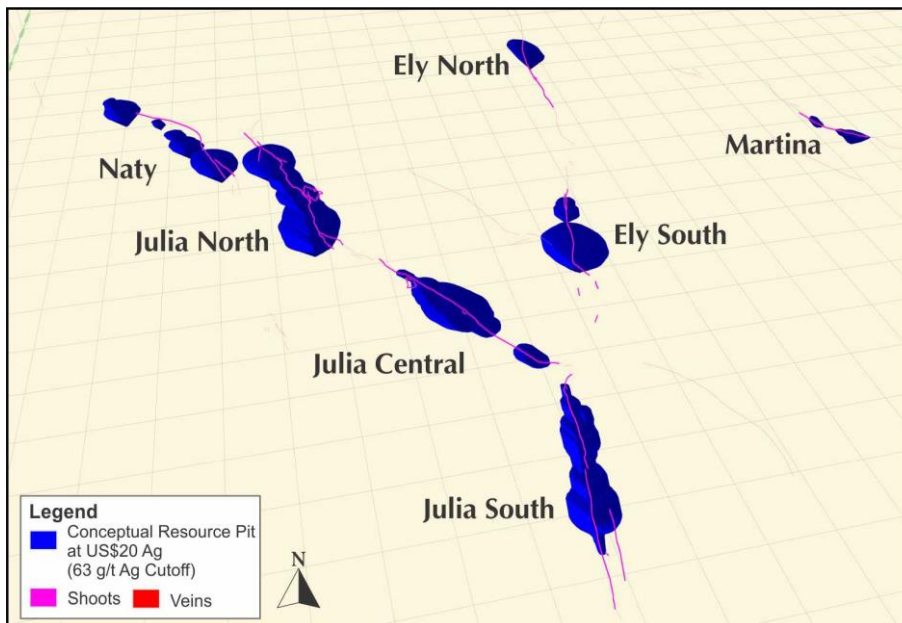 Ely North
Martina
Naty
Julia North
Ely South
Julia Central
Julia South
Legend
Conceptual Resource Pit
at US$20 Ag
(63 g/t Ag Cutoff)
Shoots Veins
N